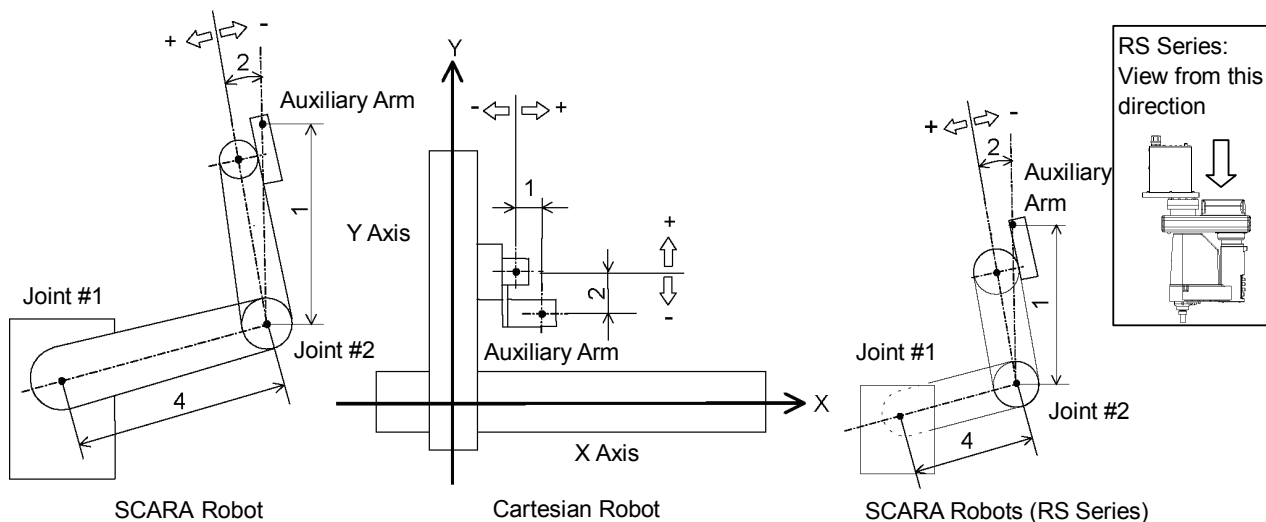 +
-
2
Auxiliary Arm
1
Joint #1
Joint #2
4
SCARA Robot
Y
-
+
1
Y Axis
+
2
-
Auxiliary Arm
X
X Axis
Cartesian Robot
+
-
2
Auxiliary
Arm
1
Joint #1
Joint #2
4
SCARA Robots (RS Series)
RS Series:
View from this
direction